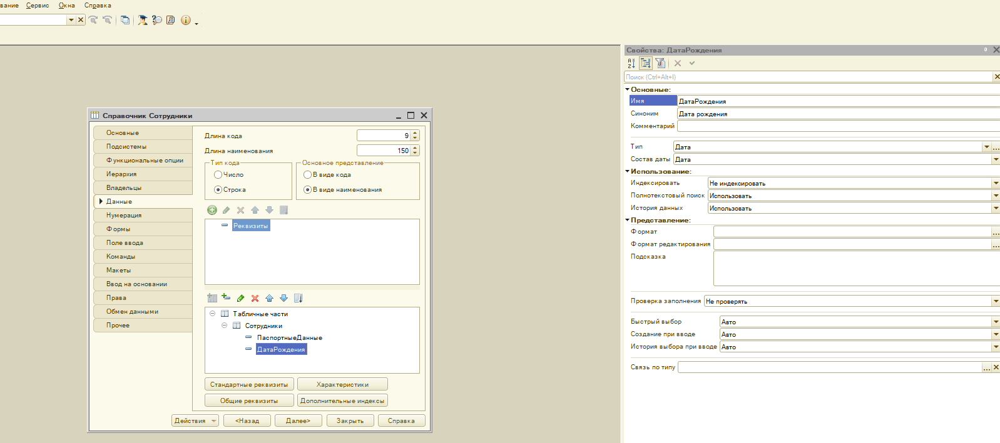 вание Сервис Окна Справка
Свойства: ДатаРождения
Поиск (Ctrl+Alt+I)
Основные:
Имя ДатаРождения
Синоним Дата рождения
Комментарий
Тип Дата
Состав даты Дата
Использование:
Индексировать Не индексировать
Полнотекстовый поиск Использовать
История данных Использовать
Представление:
Формат
Формат редактирования
Подсказка
Проверка заполнения Не проверять
Быстрый выбор Авто
Создание при вводе Авто
История выбора при вводе Авто
Связь по типу
Справочник Сотрудники
Основные
Подсистемы
Функциональные опции
Иерархия
Владельцы
Данные
Нумерация
Формы
Поле ввода
Команды
Макеты
Ввод на основании
Права
Обмен данными
Прочее
Длина кода 9
Длина наименования 150
Тип кода
Число
Строка
Основное представление
В виде кода
В виде наименования
Реквизиты
Табличные части
Сотрудники
ПаспортныеДанные
ДатаРождения
Стандартные реквизиты Характеристики
Общие реквизиты Дополнительные индексы
Действия <Назад Далее> Закрыть Справка